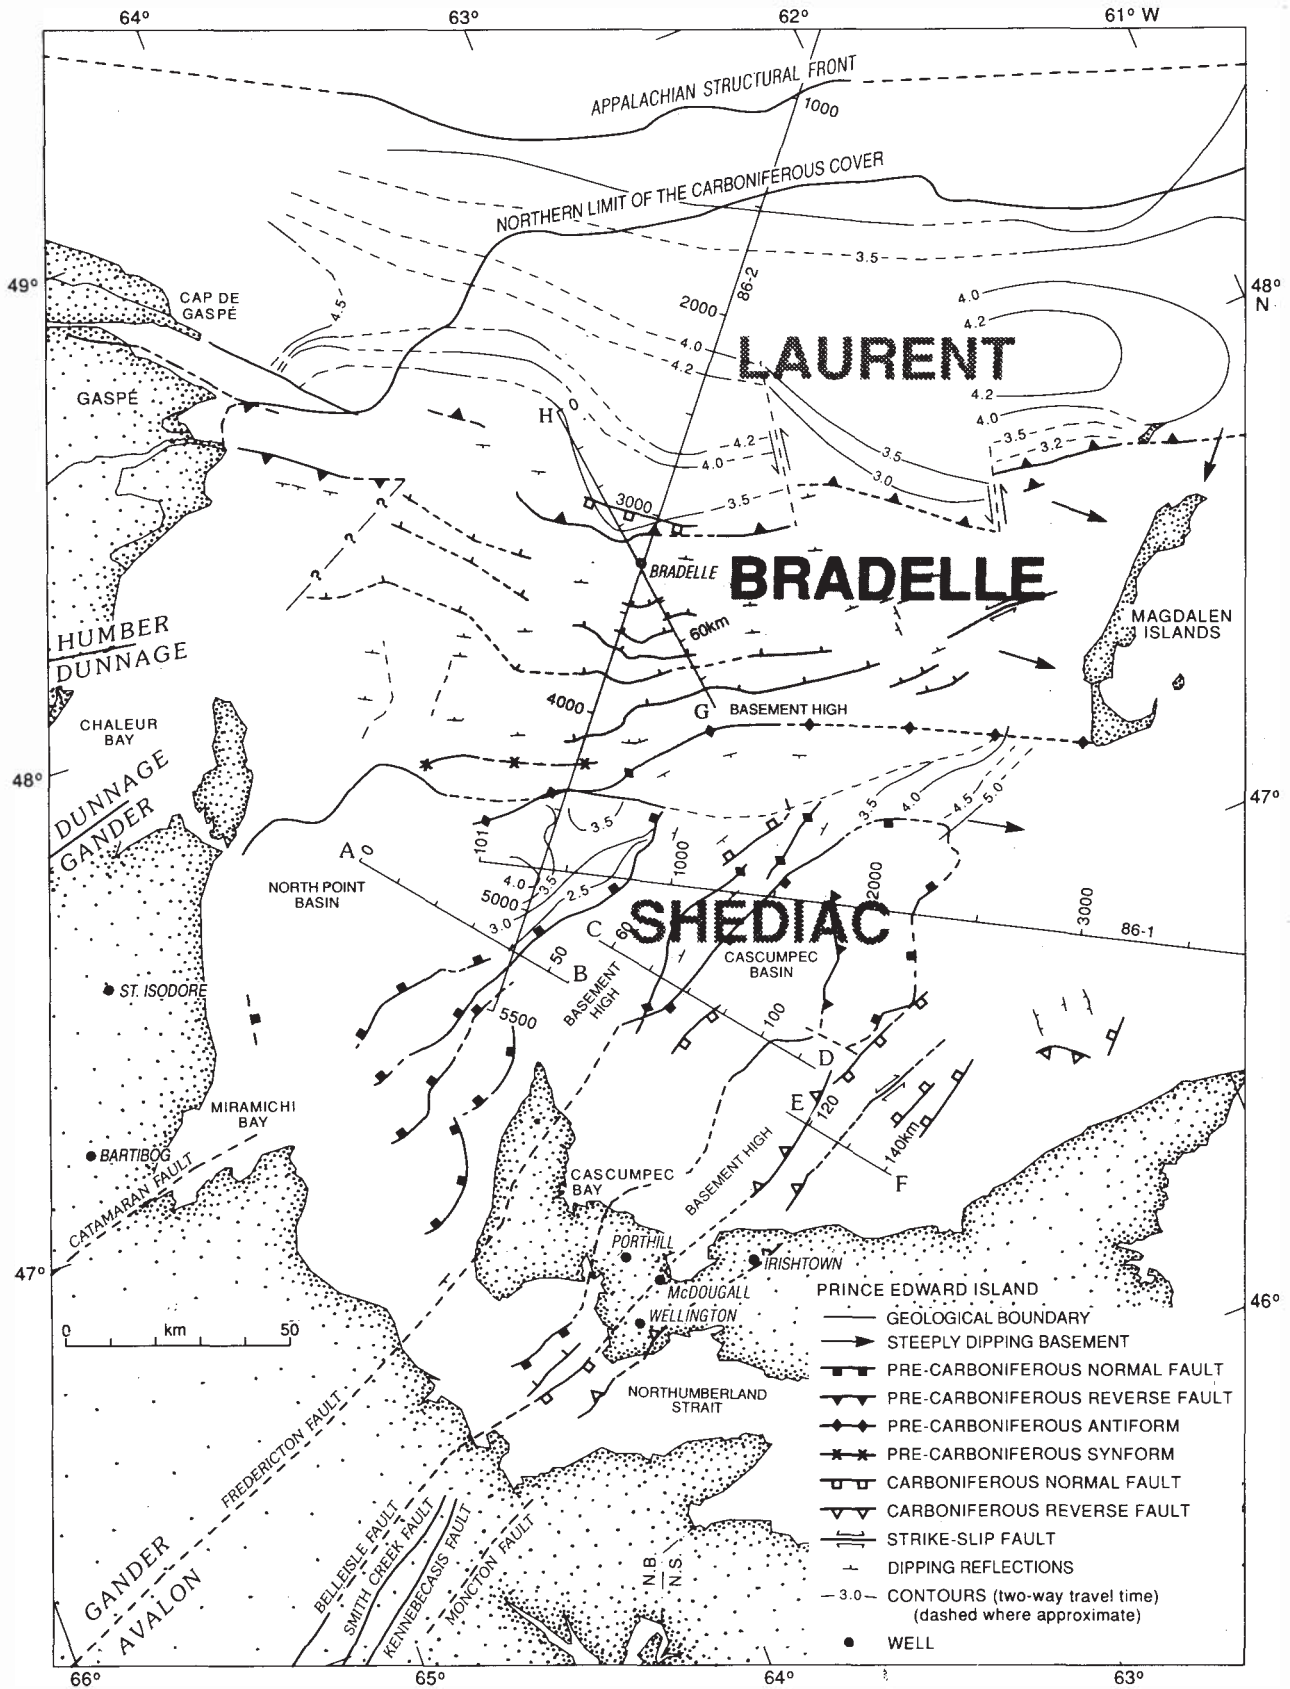 64°
63°
62°
61° W
APPALACHIAN STRUCTURAL FRONT
1000
NORTHERN LIMIT OF THE CARBONIFEROUS COVER
3.5
49°
48°
N
CAP DE
GASPÉ
4.5
2000
86-2
4.0
4.2
4.0
4.2
LAURENT
4.2
4.0
GASPÉ
H
0
4.2
4.0
3.5
3.2
3.5
3.0
3000
3.5
?
?
?
BRADELLE
BRADELLE
60km
MAGDALEN
ISLANDS
HUMBER
DUNNAGE
4000
G
BASEMENT HIGH
CHALEUR
BAY
48°
47°
DUNNAGE
GANDER
3.5
4.0
4.5
5.0
3.5
A
0
101
1000
2000
3000
86-1
NORTH POINT
BASIN
4.0
3.5
5000
2.5
3.0
SHEDIAC
C
60
CASCUMPEC
BASIN
50
B
BASEMENT
HIGH
ST. ISODORE
5500
100
D
E
120
140km
F
MIRAMICHI
BAY
BARTIBOG
CATAMARAN FAULT
BASEMENT HIGH
CASCUMPEC
BAY
PORTHILL
IRISHTOWN
McDOUGALL
WELLINGTON
47°
46°
0
km
50
NORTHUMBERLAND
STRAIT
FREDERICTON FAULT
GANDER
AVALON
BELLEISLE FAULT
SMITH CREEK FAULT
KENNEBECASIS FAULT
MONCTON FAULT
N.B.
N.S.
PRINCE EDWARD ISLAND
GEOLOGICAL BOUNDARY
STEEPLY DIPPING BASEMENT
PRE-CARBONIFEROUS NORMAL FAULT
PRE-CARBONIFEROUS REVERSE FAULT
PRE-CARBONIFEROUS ANTIFORM
PRE-CARBONIFEROUS SYNFORM
CARBONIFEROUS NORMAL FAULT
CARBONIFEROUS REVERSE FAULT
STRIKE-SLIP FAULT
DIPPING REFLECTIONS
3.0 CONTOURS (two-way travel time)
(dashed where approximate)
WELL
66°
65°
64°
63°